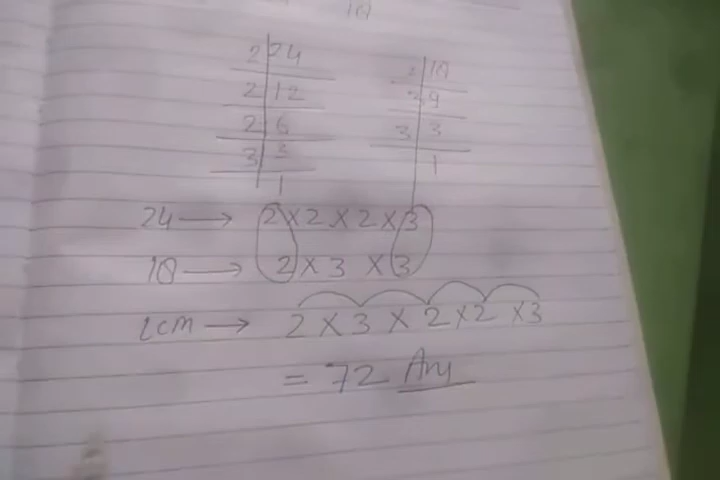 18
2 | 24
2 | 12
2 | 6
3 | 3
1
2 | 18
3 | 9
3 | 3
1
24 → 2 × 2 × 2 × 3
18 → 2 × 3 × 3
LCM → 2 × 3 × 2 × 2 × 3
= 72 Ans